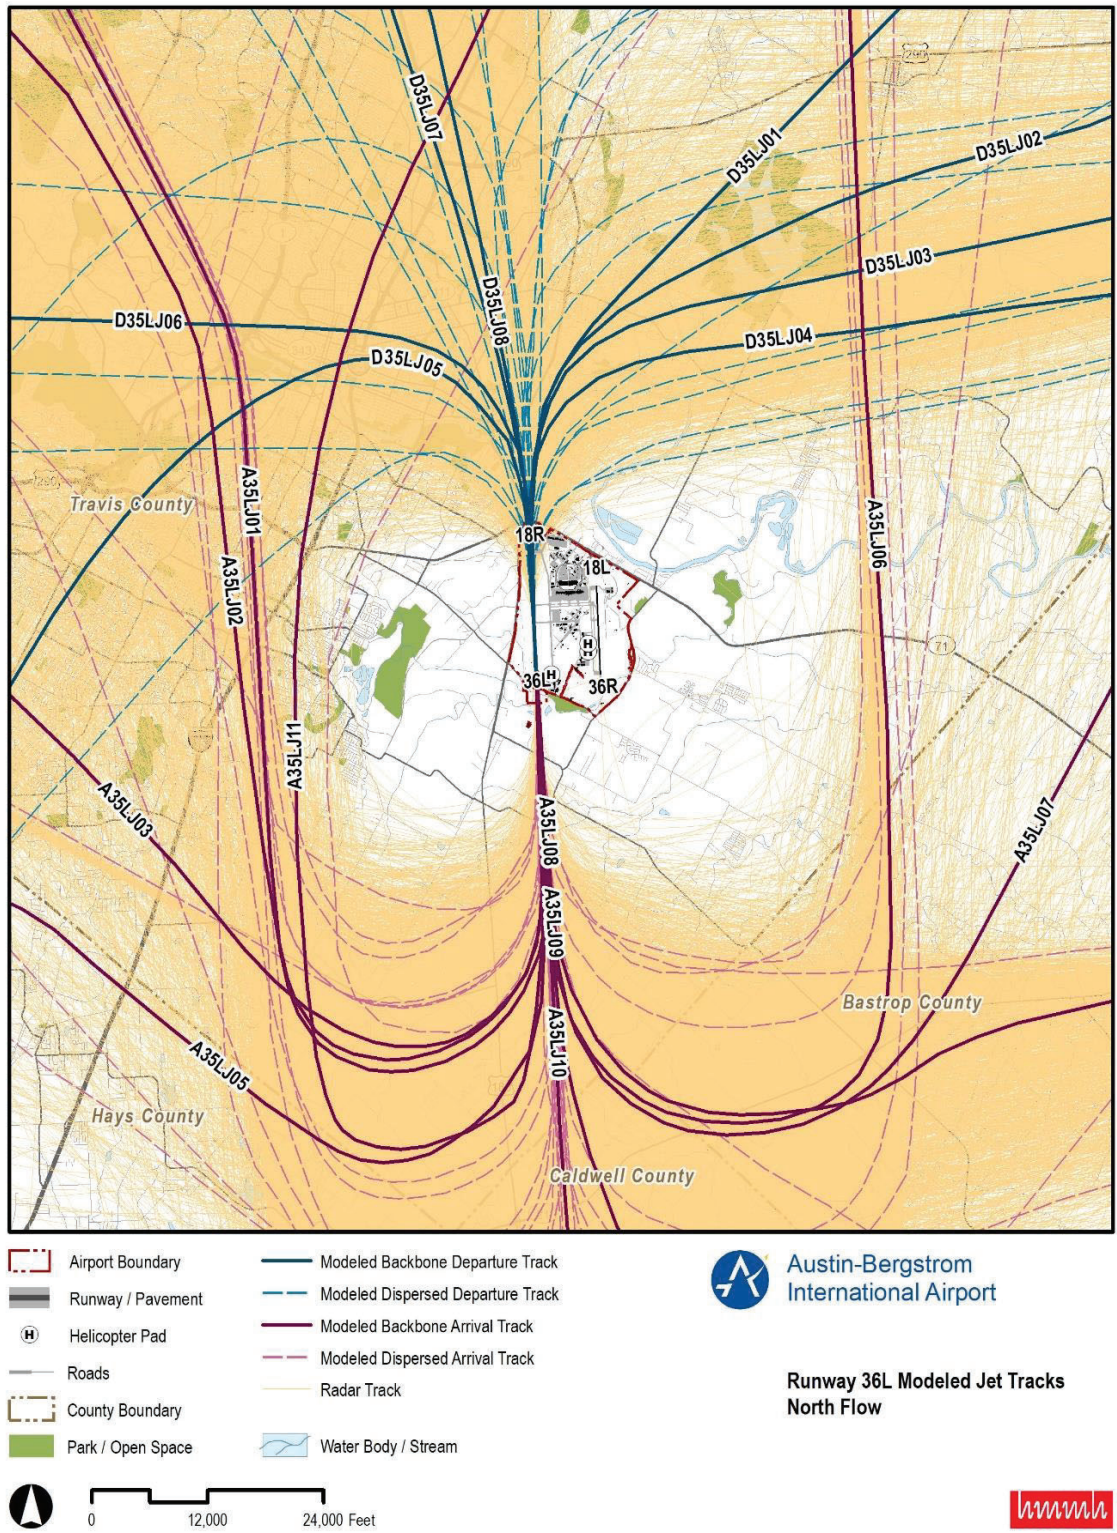 290
D35LJ07
D35LJ01
D35LJ02
D35LJ03
D35LJ08
D35LJ06
D35LJ04
D35LJ05
290
Travis County
A35LJ01
A35LJ06
18R
18L
A35LJ02
71
H
H
36L
36R
A35LJ11
A35LJ03
A35LJ08
A35LJ07
A35LJ09
Bastrop County
A35LJ10
A35LJ05
Hays County
Caldwell County
Airport Boundary
Runway / Pavement
H Helicopter Pad
Roads
County Boundary
Park / Open Space
Modeled Backbone Departure Track
Modeled Dispersed Departure Track
Modeled Backbone Arrival Track
Modeled Dispersed Arrival Track
Radar Track
Water Body / Stream
Austin-Bergstrom
International Airport
Runway 36L Modeled Jet Tracks
North Flow
0 12,000 24,000 Feet
hmmh